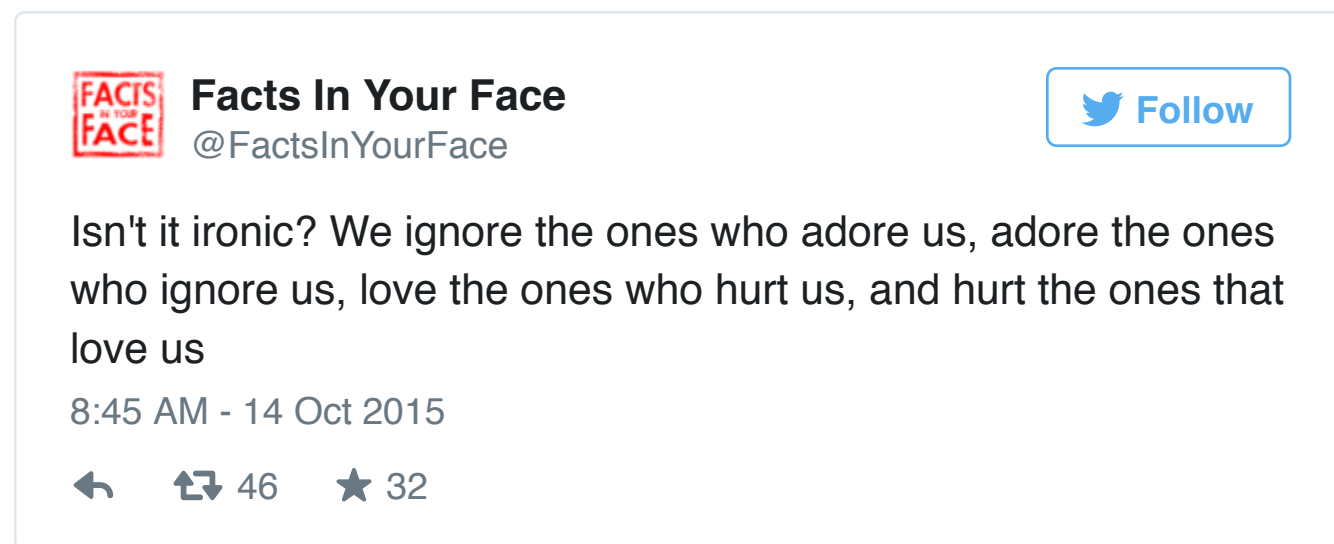 FACTS
IN YOUR
FACE
Facts In Your Face
@FactsInYourFace
Follow
Isn't it ironic? We ignore the ones who adore us, adore the ones
who ignore us, love the ones who hurt us, and hurt the ones that
love us
8:45 AM - 14 Oct 2015
46 32